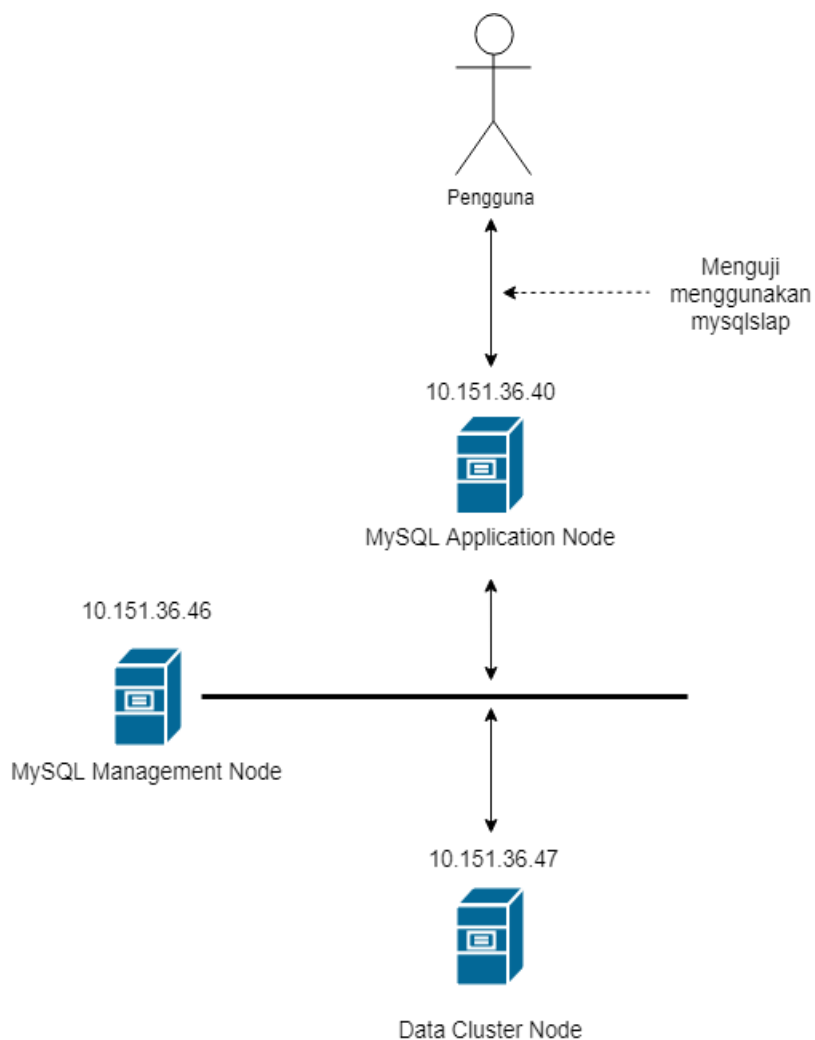 Pengguna
Menguji
menggunakan
mysqlslap
10.151.36.40
MySQL Application Node
10.151.36.46
MySQL Management Node
10.151.36.47
Data Cluster Node